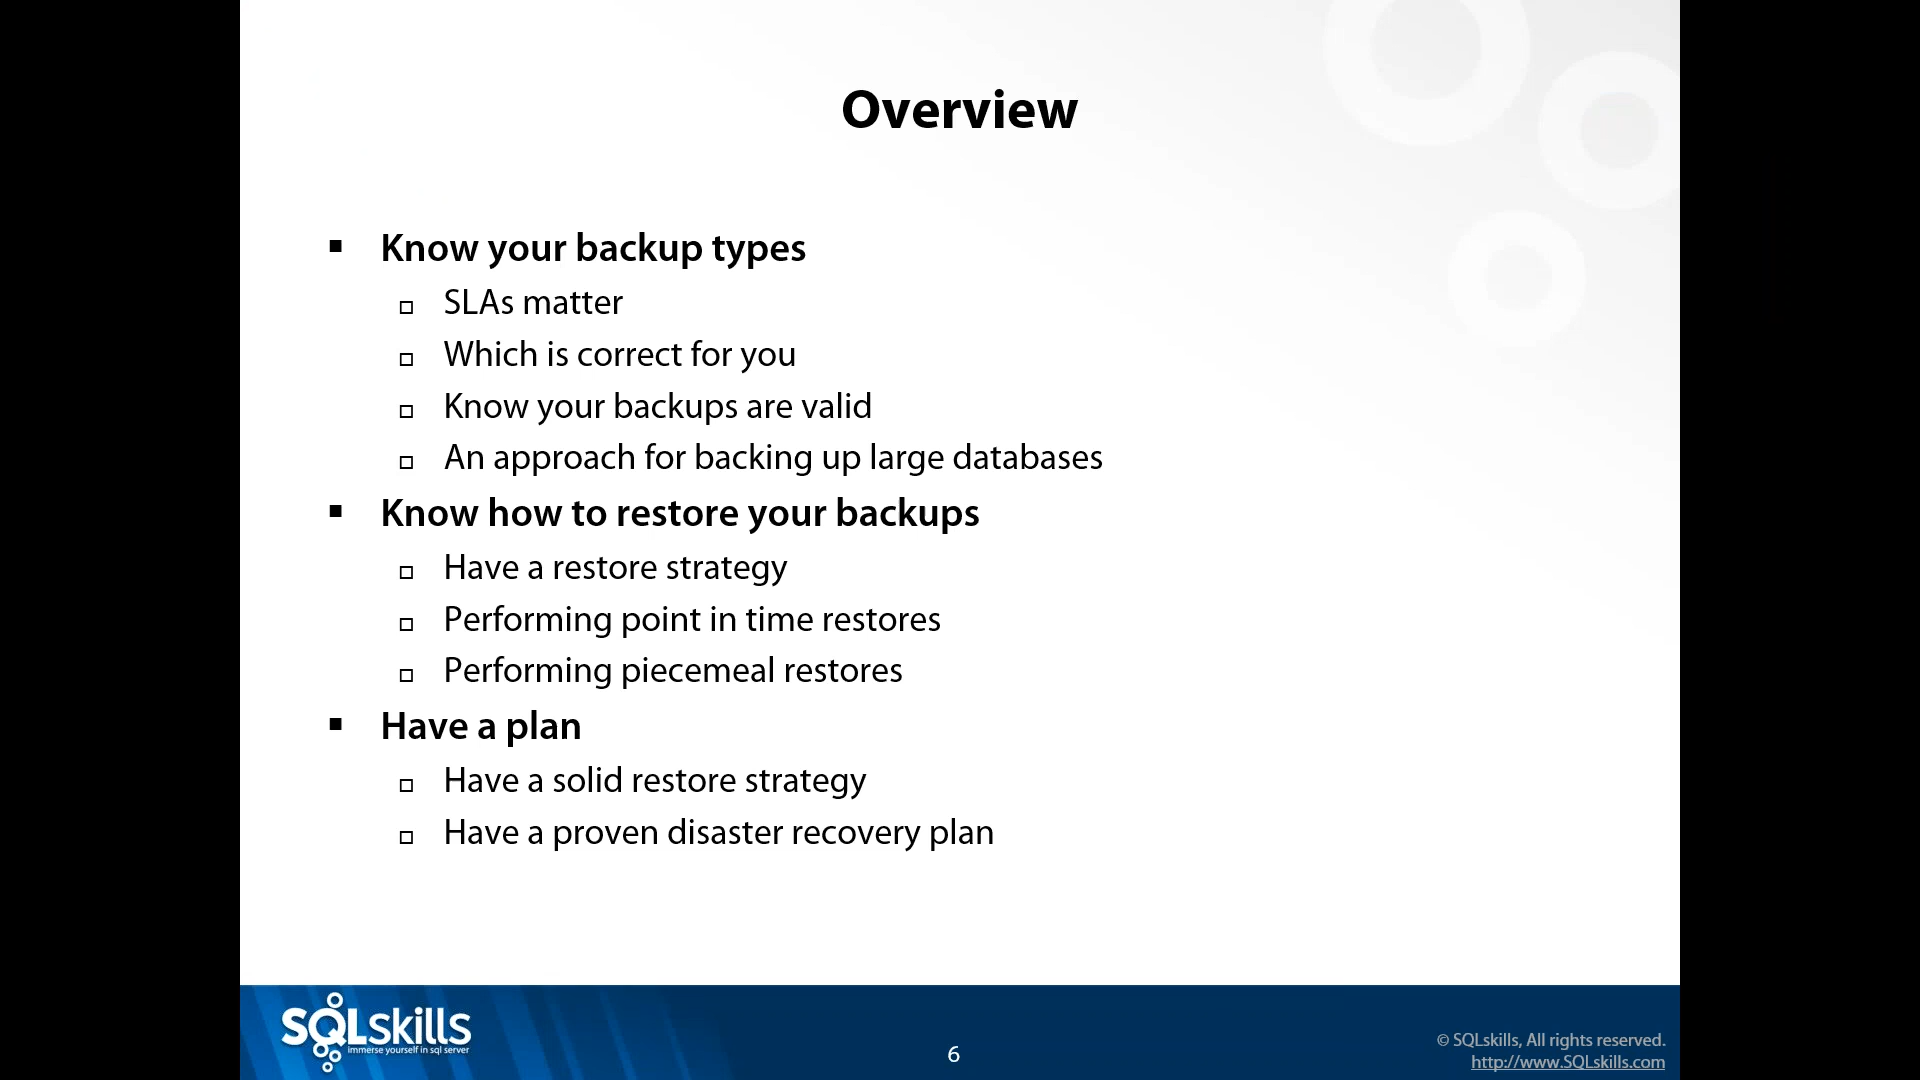 Overview
▪ Know your backup types
▫ SLAs matter
▫ Which is correct for you
▫ Know your backups are valid
▫ An approach for backing up large databases
▪ Know how to restore your backups
▫ Have a restore strategy
▫ Performing point in time restores
▫ Performing piecemeal restores
▪ Have a plan
▫ Have a solid restore strategy
▫ Have a proven disaster recovery plan
SQLskills
immerse yourself in sql server
6
© SQLskills, All rights reserved.
http://www.SQLskills.com